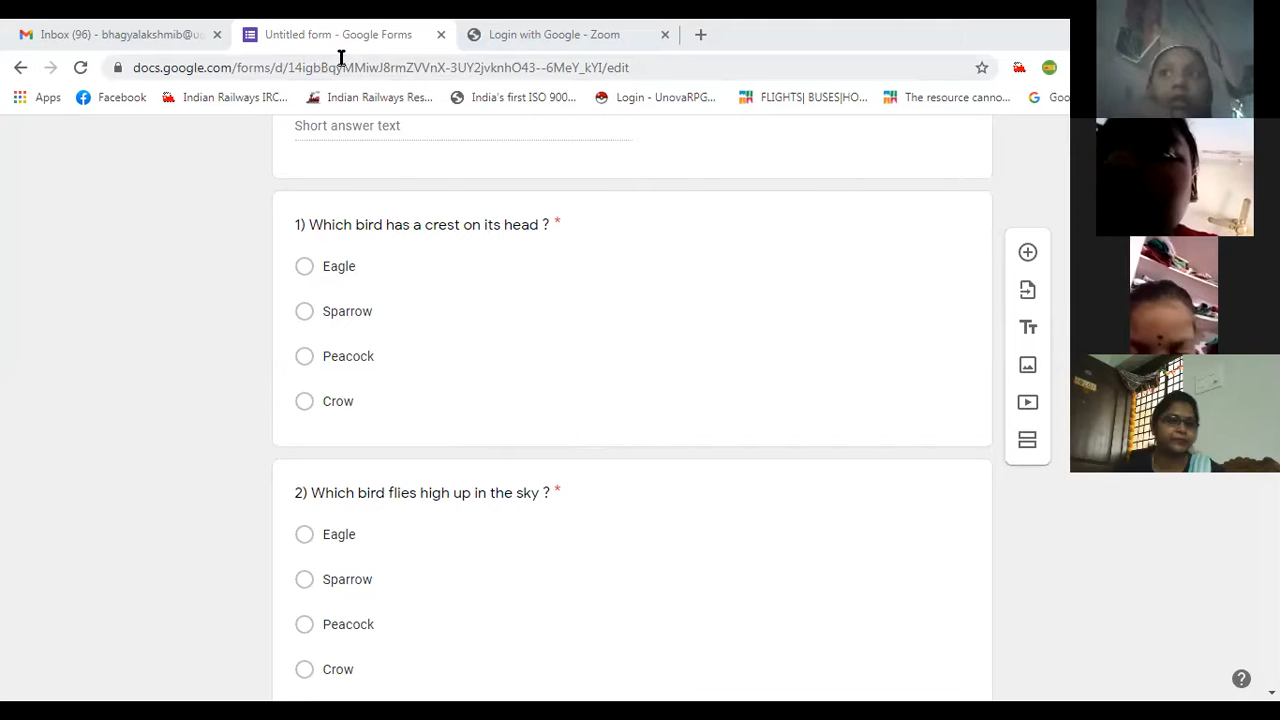 Inbox (96) - bhagyalakshmib@
Untitled form - Google Forms
Login with Google - Zoom
docs.google.com/forms/d/ /edit
Apps
Facebook
Indian Railways IRC...
Indian Railways Res...
India's first ISO 900...
Login - UnovaRPG...
FLIGHTS| BUSES|HO...
The resource canno...
Goo
Short answer text
1) Which bird has a crest on its head ? *
Eagle
Sparrow
Peacock
Crow
2) Which bird flies high up in the sky ? *
Eagle
Sparrow
Peacock
Crow